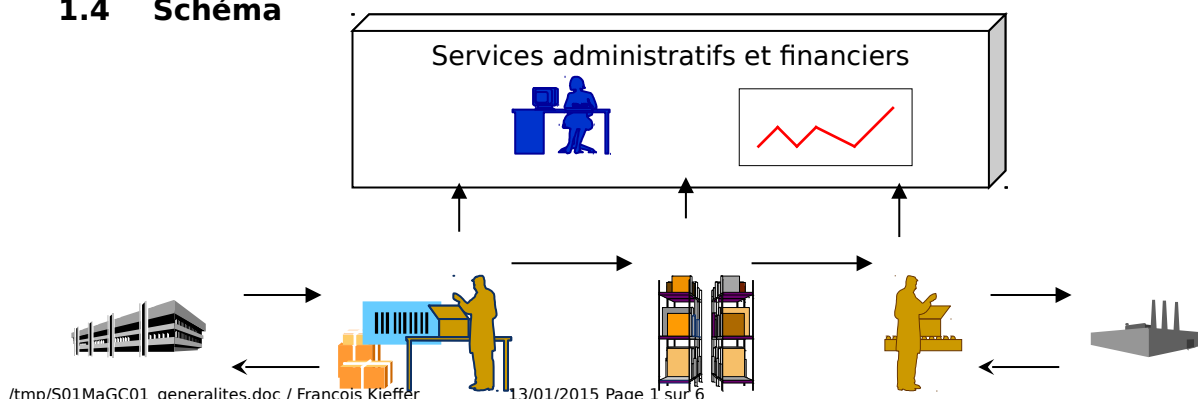 1.4 Schéma
Services administratifs et financiers
/tmp/S01MaGC01_generalites.doc / François Kieffer 13/01/2015 Page 1 sur 6